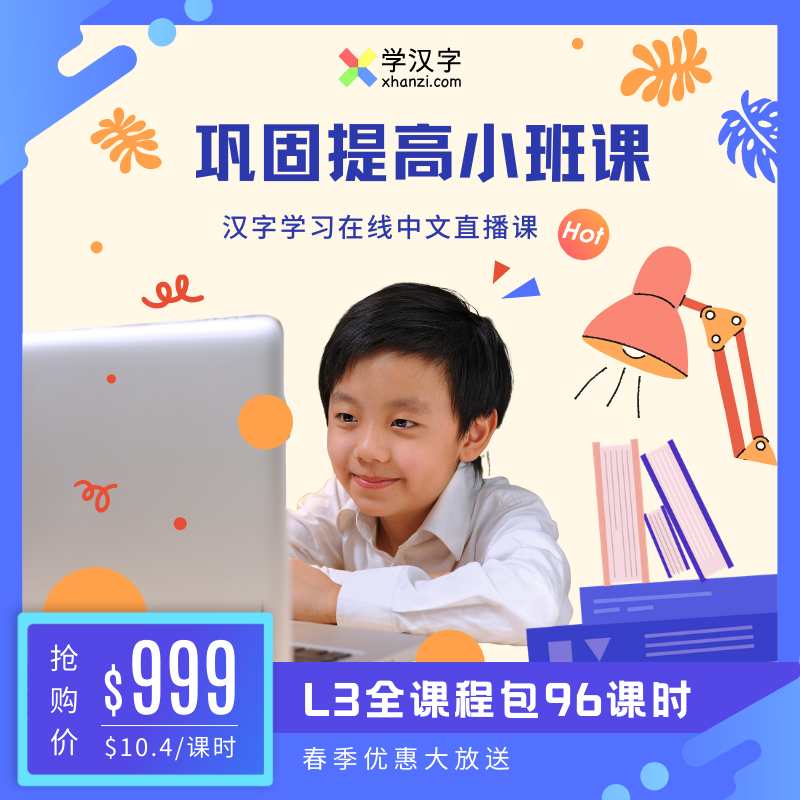 学汉字
xhanzi.com
巩固提高小班课
汉字学习在线中文直播课
Hot
抢购价
$999
$10.4/课时
L3全课程包96课时
春季优惠大放送